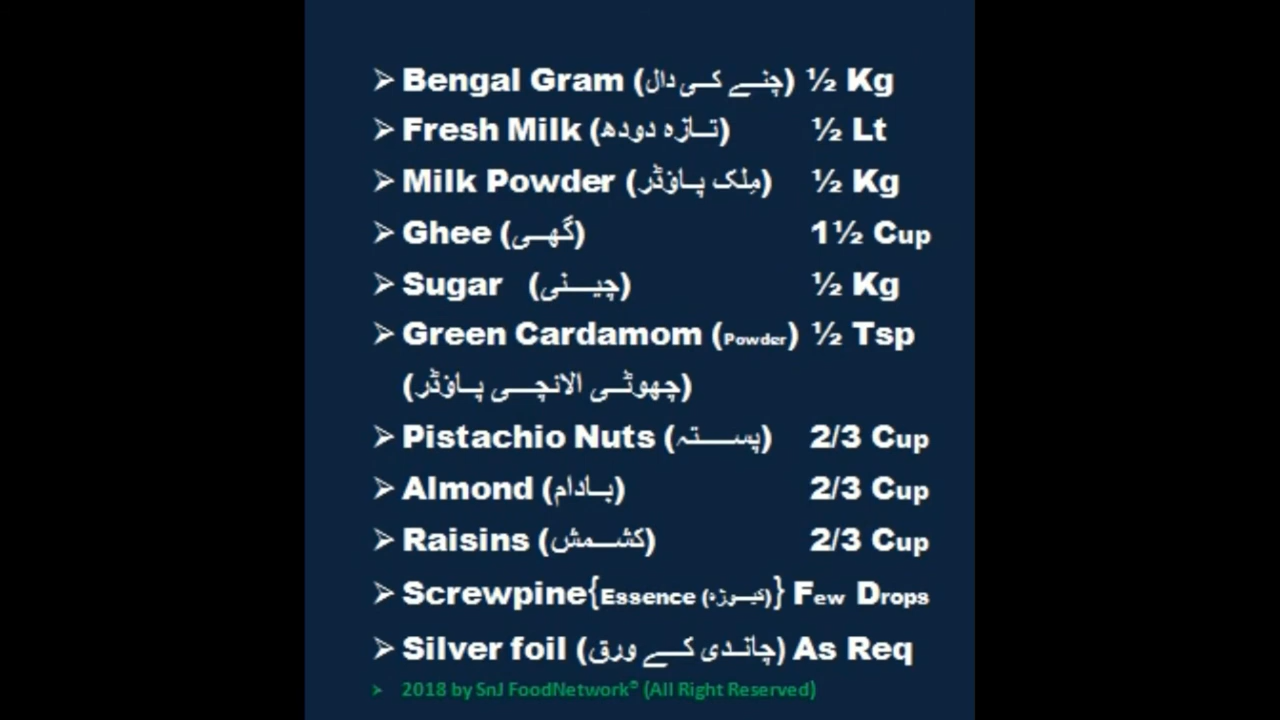 ➢ Bengal Gram (چنے کی دال) ½ Kg
➢ Fresh Milk (تازہ دودھ) ½ Lt
➢ Milk Powder (مِلک پاؤڈر) ½ Kg
➢ Ghee (گھی) 1½ Cup
➢ Sugar (چینی) ½ Kg
➢ Green Cardamom (Powder) ½ Tsp
(چھوٹی الانچی پاؤڈر)
➢ Pistachio Nuts (پستہ) 2/3 Cup
➢ Almond (بادام) 2/3 Cup
➢ Raisins (کشمش) 2/3 Cup
➢ Screwpine{Essence (کیوڑہ)} Few Drops
➢ Silver foil (چاندی کے ورق) As Req
➢ 2018 by SnJ FoodNetwork© (All Right Reserved)